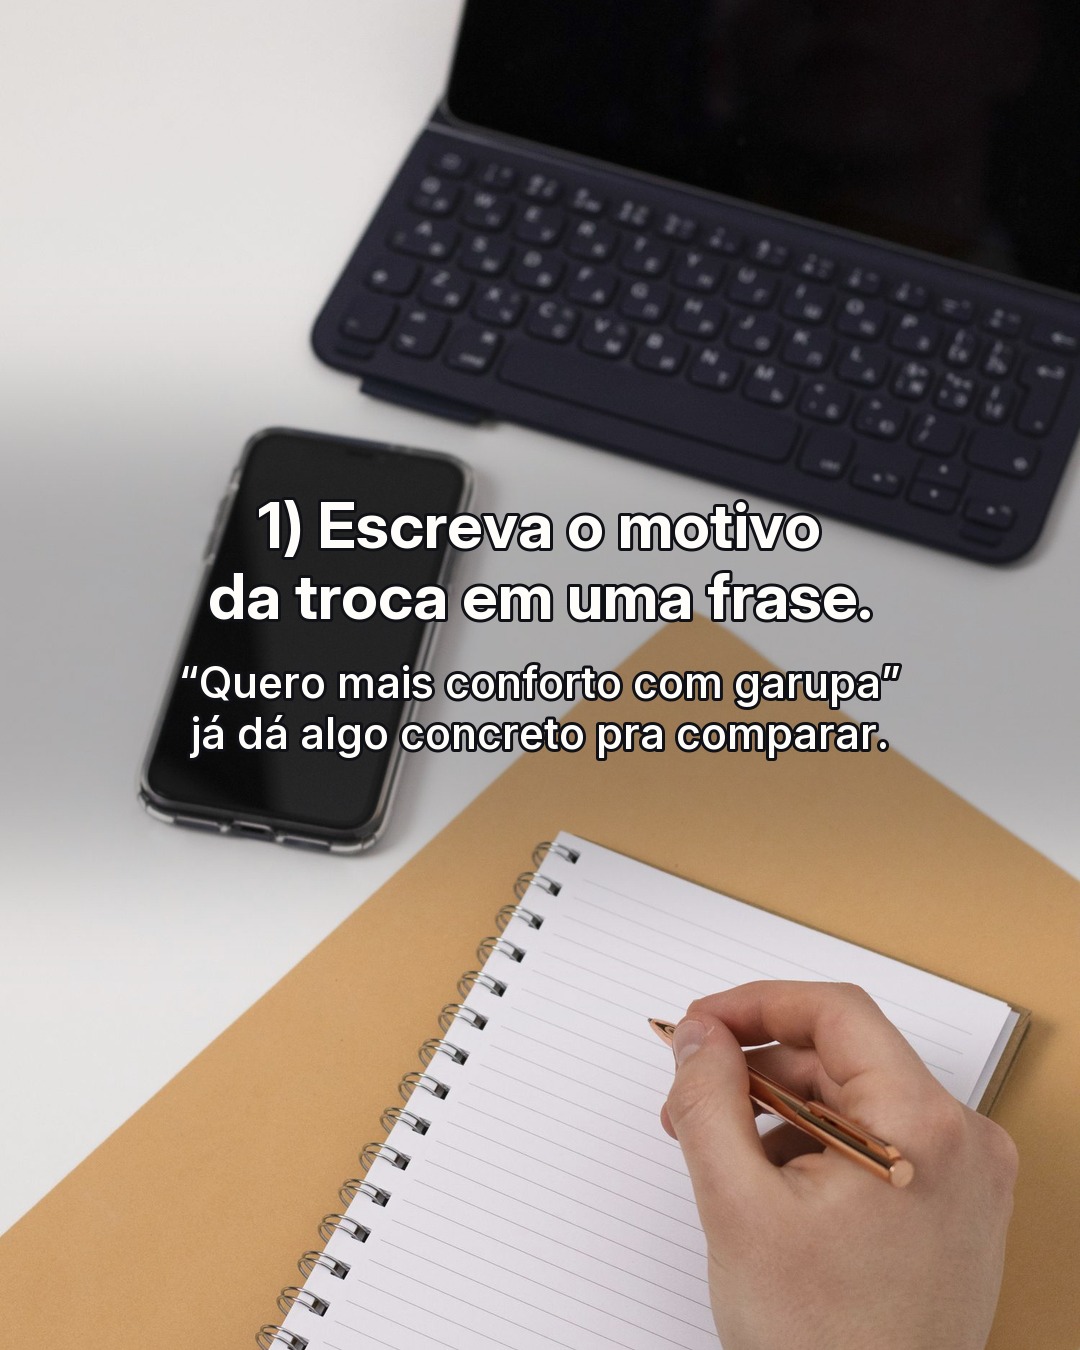 1) Escreva o motivo
da troca em uma frase.
“Quero mais conforto com garupa”
já dá algo concreto pra comparar.